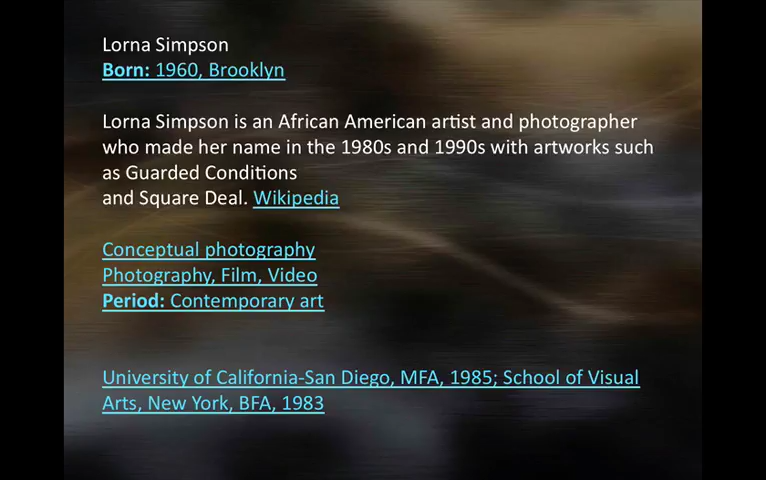 Lorna Simpson
Born: 1960, Brooklyn
Lorna Simpson is an African American artist and photographer
who made her name in the 1980s and 1990s with artworks such
as Guarded Conditions
and Square Deal. Wikipedia
Conceptual photography
Photography, Film, Video
Period: Contemporary art
University of California-San Diego, MFA, 1985; School of Visual
Arts, New York, BFA, 1983